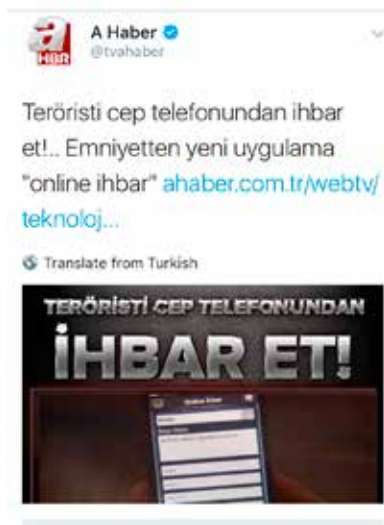 a
HBR
A Haber
@tvahaber
Teröristi cep telefonundan ihbar
et!.. Emniyetten yeni uygulama
"online ihbar" ahaber.com.tr/webtv/
teknoloj...
Translate from Turkish
TERÖRİSTİ CEP TELEFONUNDAN
İHBAR ET!